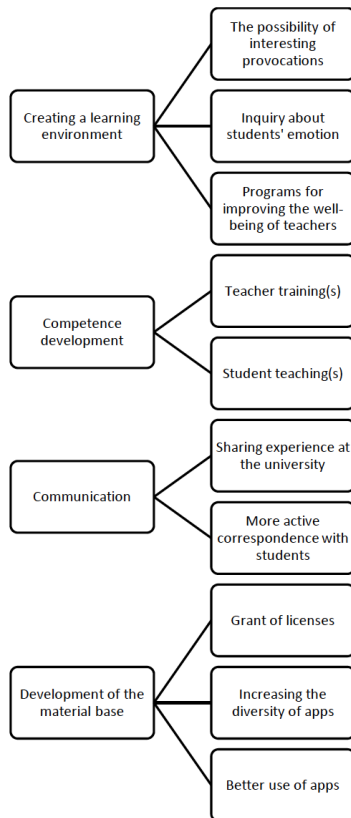 The possibility of
interesting
provocations
Creating a learning
environment
Inquiry about
students' emotion
Programs for
improving the well-
being of teachers
Teacher training(s)
Competence
development
Student teaching(s)
Sharing experience at
the university
Communication
More active
correspondence with
students
Grant of licenses
Development of the
material base
Increasing the
diversity of apps
Better use of apps